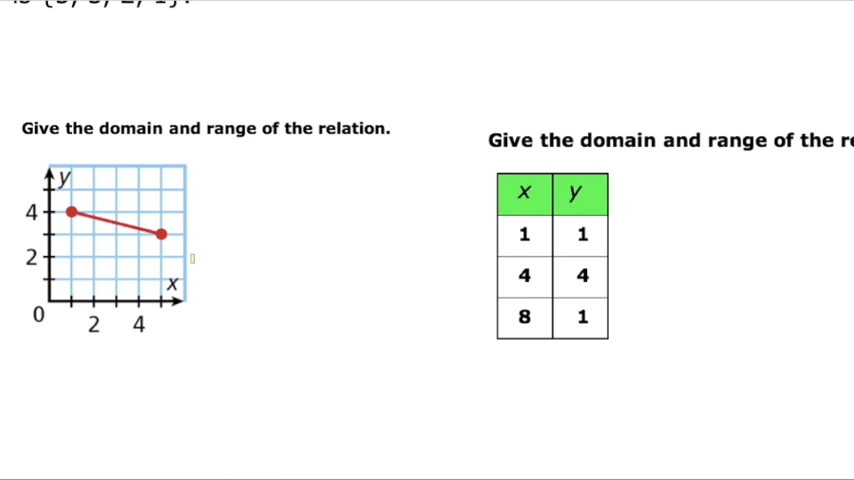 Give the domain and range of the relation.
Give the domain and range of the
y
4
2
x
0
2 4
x y
1 1
4 4
8 1